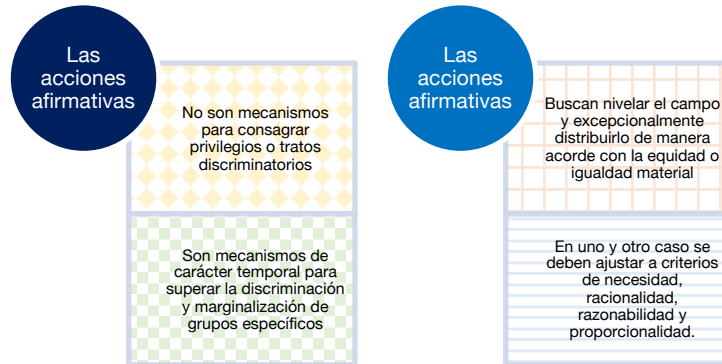 Las
acciones
afirmativas
No son mecanismos
para consagrar
privilegios o tratos
discriminatorios
Son mecanismos de
carácter temporal para
superar la discriminación
y marginalización de
grupos específicos
Las
acciones
afirmativas
Buscan nivelar el campo
y excepcionalmente
distribuirlo de manera
acorde con la equidad o
igualdad material
En uno y otro caso se
deben ajustar a criterios
de necesidad,
racionalidad,
razonabilidad y
proporcionalidad.